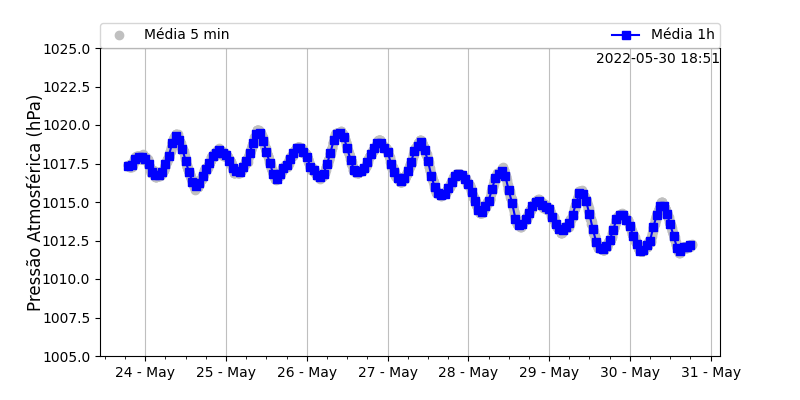 Média 5 min
Média 1h
2022-05-30 18:51
Pressão Atmosférica (hPa)
1025.0
1022.5
1020.0
1017.5
1015.0
1012.5
1010.0
1007.5
1005.0
24 - May 25 - May 26 - May 27 - May 28 - May 29 - May 30 - May 31 - May